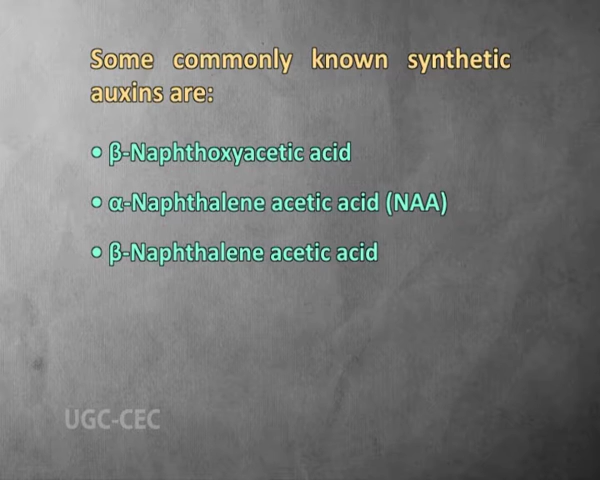 Some commonly known synthetic
auxins are:
• β-Naphthoxyacetic acid
• α-Naphthalene acetic acid (NAA)
• β-Naphthalene acetic acid
UGC-CEC